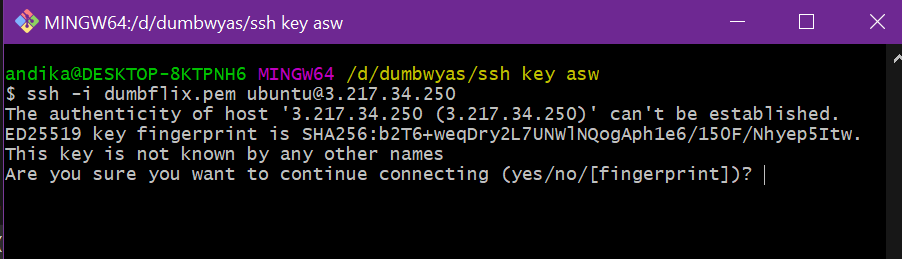 MINGW64:/d/dumbwyas/ssh key asw
andika@DESKTOP-8KTPNH6 MINGW64 /d/dumbwyas/ssh key asw
$ ssh -i dumbflix.pem ubuntu@3.217.34.250
The authenticity of host '3.217.34.250 (3.217.34.250)' can't be established.
ED25519 key fingerprint is SHA256:b2T6+weqDry2L7UNWlNQogAph1e6/15OF/Nhyep5Itw.
This key is not known by any other names
Are you sure you want to continue connecting (yes/no/[fingerprint])?